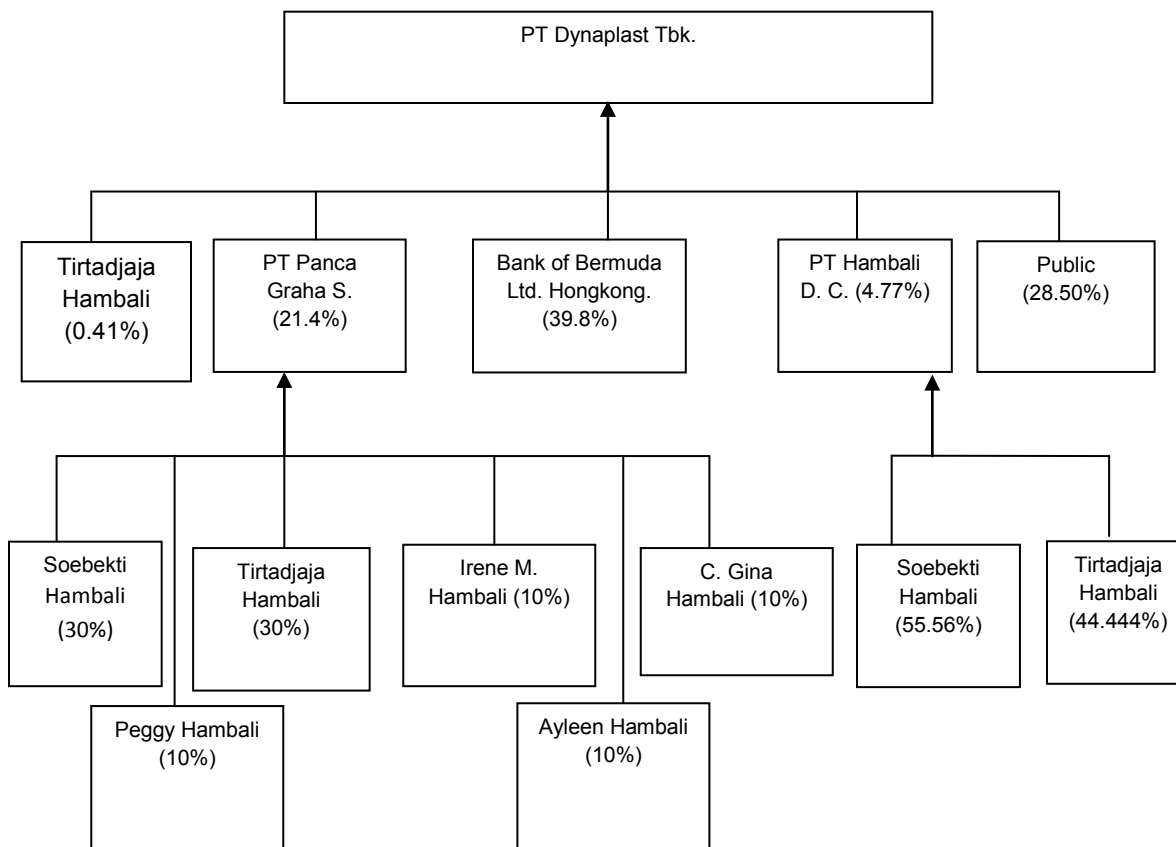 PT Dynaplast Tbk.
Tirtadjaja
Hambali
(0.41%)
PT Panca
Graha S.
(21.4%)
Bank of Bermuda
Ltd. Hongkong.
(39.8%)
PT Hambali
D. C. (4.77%)
Public
(28.50%)
Soebekti
Hambali
(30%)
Tirtadjaja
Hambali
(30%)
Irene M.
Hambali (10%)
C. Gina
Hambali (10%)
Soebekti
Hambali
(55.56%)
Tirtadjaja
Hambali
(44.444%)
Peggy Hambali
(10%)
Ayleen Hambali
(10%)